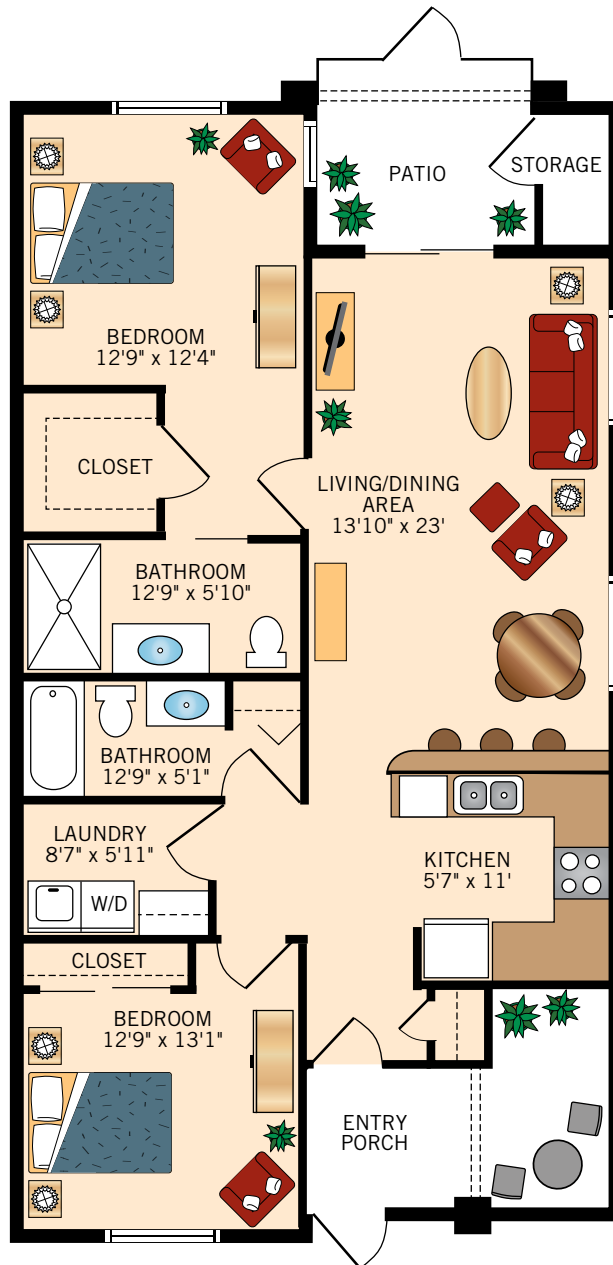 PATIO
STORAGE
BEDROOM
12'9" x 12'4"
CLOSET
LIVING/DINING
AREA
13'10" x 23'
BATHROOM
12'9" x 5'10"
BATHROOM
12'9" x 5'1"
LAUNDRY
8'7" x 5'11"
W/D
KITCHEN
5'7" x 11'
CLOSET
BEDROOM
12'9" x 13'1"
ENTRY
PORCH